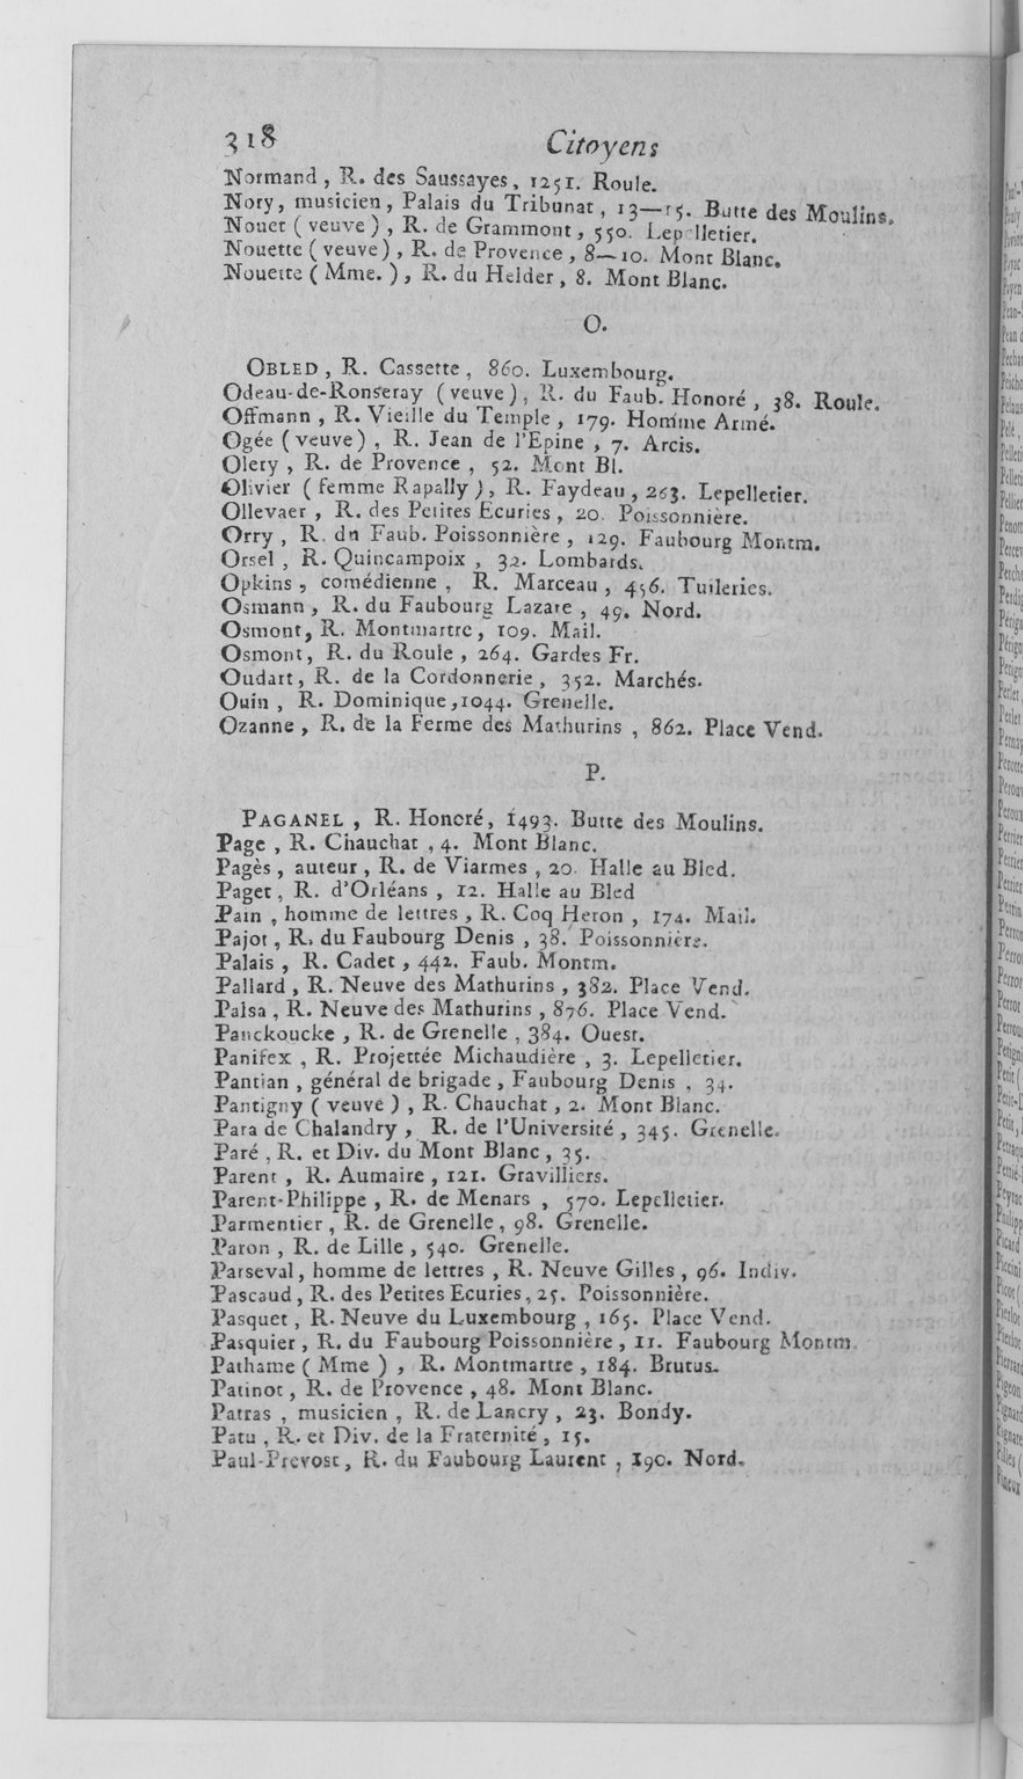 318 Citoyens
Normand, R. des Saussayes, 1251. Roule.
Nory, musicien, Palais du Tribunat, 13—15. Butte des Moulins.
Nouet (veuve), R. de Grammont, 550. Lepelletier.
Nouette (veuve), R. de Provence, 8—10. Mont Blanc.
Nouette (Mme.), R. du Helder, 8. Mont Blanc.
O.
OBLED, R. Cassette, 860. Luxembourg.
Odeau-de-Ronseray (veuve), R. du Faub. Honoré, 38. Roule.
Offmann, R. Vieille du Temple, 179. Homme Armé.
Ogée (veuve), R. Jean de l'Epine, 7. Arcis.
Olery, R. de Provence, 52. Mont Bl.
Olivier (femme Rapally), R. Faydeau, 263. Lepelletier.
Ollevaer, R. des Petites Ecuries, 20. Poissonnière.
Orry, R. du Faub. Poissonnière, 129. Faubourg Montm.
Orsel, R. Quincampoix, 32. Lombards.
Opkins, comédienne, R. Marceau, 456. Tuileries.
Osmann, R. du Faubourg Lazare, 49. Nord.
Osmont, R. Montmartre, 109. Mail.
Osmont, R. du Roule, 264. Gardes Fr.
Oudart, R. de la Cordonnerie, 352. Marchés.
Ouin, R. Dominique, 1044. Grenelle.
Ozanne, R. de la Ferme des Mathurins, 862. Place Vend.
P.
PAGANEL, R. Honoré, 1493. Butte des Moulins.
Page, R. Chauchat, 4. Mont Blanc.
Pagès, auteur, R. de Viarmes, 20. Halle au Bled.
Paget, R. d'Orléans, 12. Halle au Bled
Pain, homme de lettres, R. Coq Heron, 174. Mail.
Pajot, R. du Faubourg Denis, 38. Poissonnière.
Palais, R. Cadet, 442. Faub. Montm.
Pallard, R. Neuve des Mathurins, 382. Place Vend.
Palsa, R. Neuve des Mathurins, 876. Place Vend.
Panckoucke, R. de Grenelle, 384. Ouest.
Panifex, R. Projettée Michaudière, 3. Lepelletier.
Pantian, général de brigade, Faubourg Denis, 34.
Pantigny (veuve), R. Chauchat, 2. Mont Blanc.
Para de Chalandry, R. de l'Université, 345. Grenelle.
Paré, R. et Div. du Mont Blanc, 35.
Parent, R. Aumaire, 121. Gravilliers.
Parent-Philippe, R. de Menars, 570. Lepelletier.
Parmentier, R. de Grenelle, 98. Grenelle.
Paron, R. de Lille, 540. Grenelle.
Parseval, homme de lettres, R. Neuve Gilles, 96. Indiv.
Pascaud, R. des Petites Ecuries, 25. Poissonnière.
Pasquet, R. Neuve du Luxembourg, 165. Place Vend.
Pasquier, R. du Faubourg Poissonnière, 11. Faubourg Montm.
Pathame (Mme), R. Montmartre, 184. Brutus.
Patinot, R. de Provence, 48. Mont Blanc.
Patras, musicien, R. de Lancry, 23. Bondy.
Patu, R. et Div. de la Fraternité, 15.
Paul-Prevost, R. du Faubourg Laurent, 190. Nord.